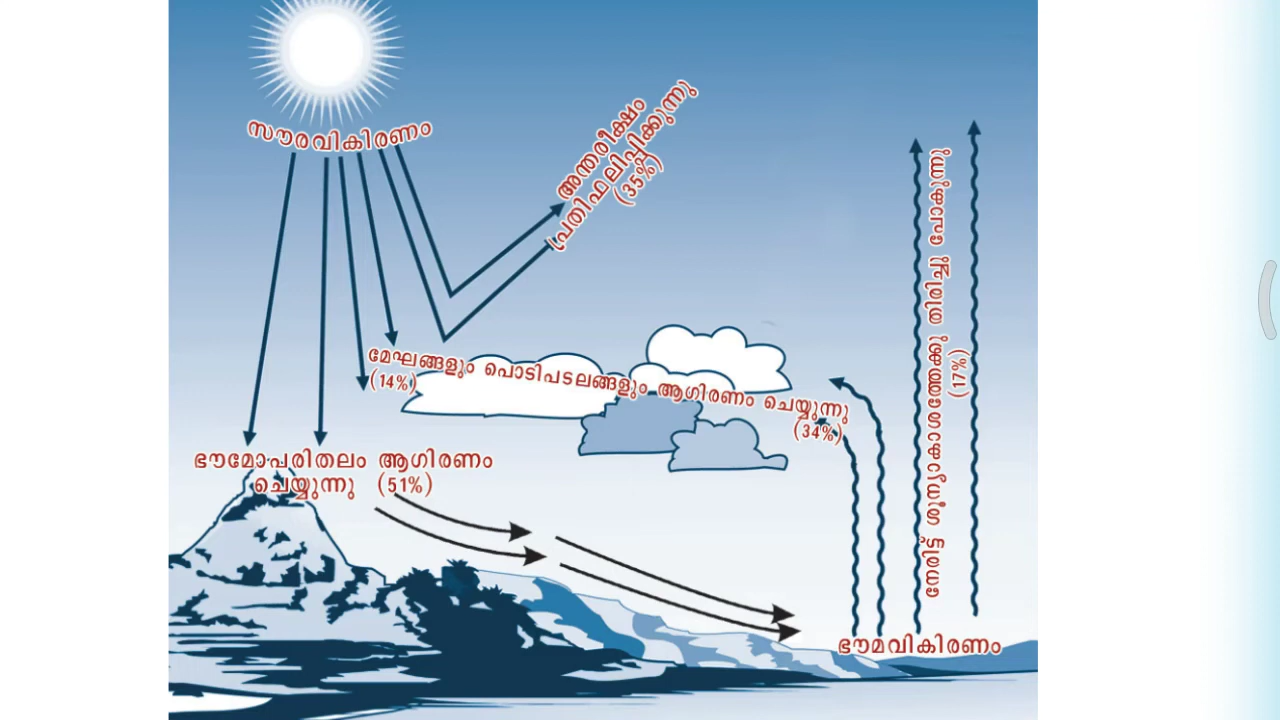 സൗരവികിരണം
അന്തരീക്ഷം
പ്രതിഫലിപ്പിക്കുന്നു
(35%)
മേഘങ്ങളും പൊടിപടലങ്ങളും ആഗിരണം ചെയ്യുന്നു
(14%)
(34%)
ഭൗമോപരിതലം ആഗിരണം
ചെയ്യുന്നു (51%)
നേരിട്ട് ശൂന്യാകാശത്തേക്കു തിരിച്ചു പോകുന്നു
(17%)
ഭൗമവികിരണം